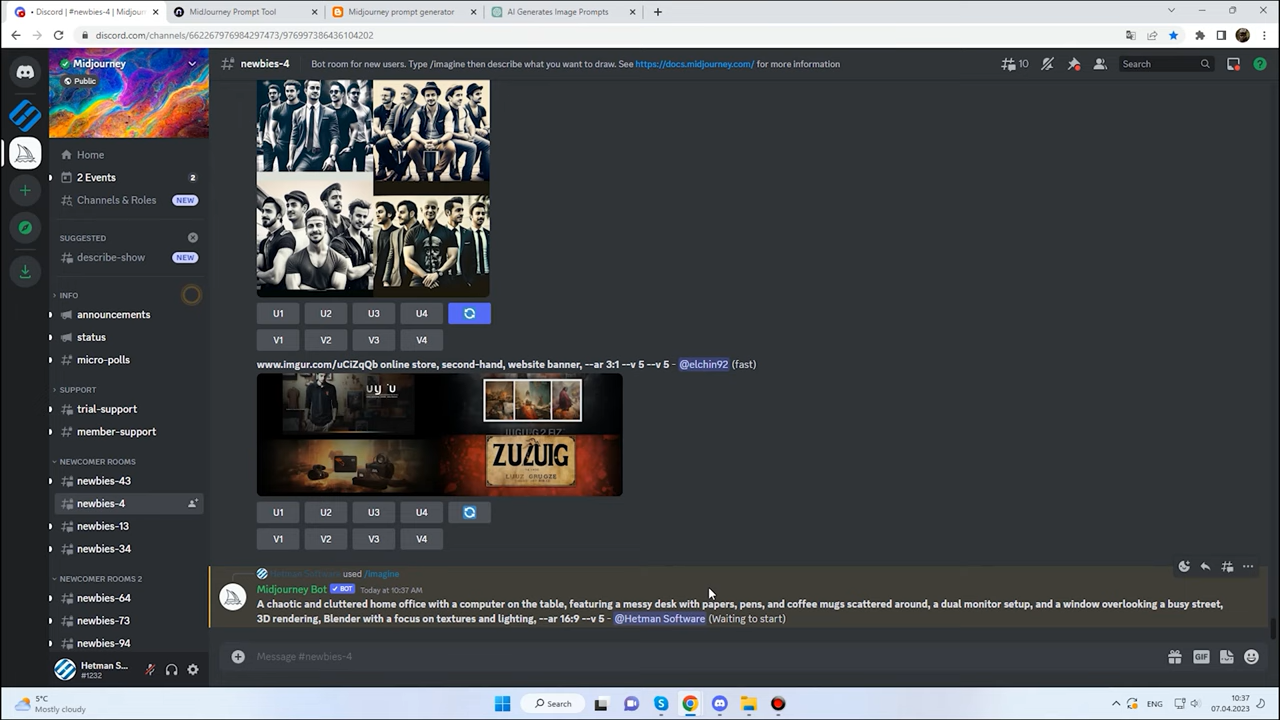 Discord | #newbies-4 | Midjour
MidJourney Prompt Tool
Midjourney prompt generator
AI Generates Image Prompts
discord.com/channels/662267976984297473/976997386436104202
Midjourney
Public
newbies-4
Bot room for new users. Type /imagine then describe what you want to draw. See https://docs.midjourney.com/ for more information
10
Search
Home
2 Events
2
Channels & Roles
NEW
SUGGESTED
describe-show
NEW
INFO
announcements
status
micro-polls
SUPPORT
trial-support
member-support
NEWCOMER ROOMS
newbies-43
newbies-4
newbies-13
newbies-34
NEWCOMER ROOMS 2
newbies-64
newbies-73
newbies-94
Hetman S...
#1232
U1 U2 U3 U4
V1 V2 V3 V4
www.imgur.com/uCiZqQb online store, second-hand, website banner, --ar 3:1 --v 5 --v 5 - @elchin92 (fast)
ZUZUIG
U1 U2 U3 U4
V1 V2 V3 V4
Hetman Software used /imagine
Midjourney Bot BOT Today at 10:37 AM
A chaotic and cluttered home office with a computer on the table, featuring a messy desk with papers, pens, and coffee mugs scattered around, a dual monitor setup, and a window overlooking a busy street,
3D rendering, Blender with a focus on textures and lighting, --ar 16:9 --v 5 - @Hetman Software (Waiting to start)
Message #newbies-4
GIF
5°C
Mostly cloudy
Search
ENG
10:37
07.04.2023